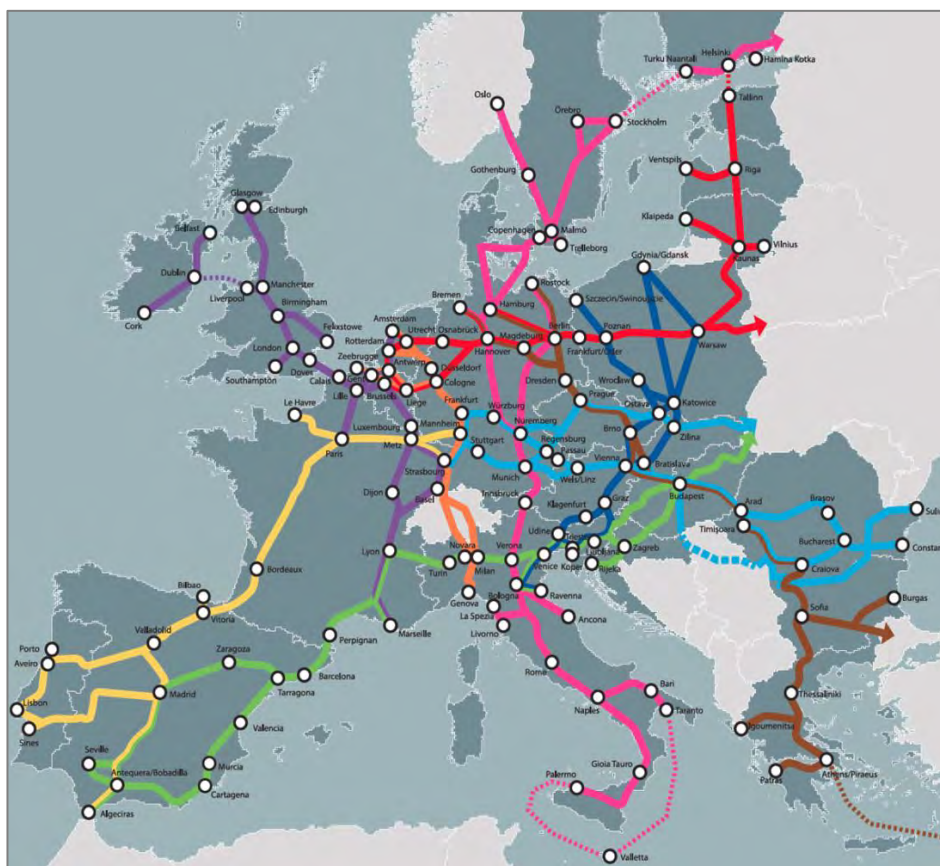 Helsinki
Turku Naantali
Hamina Kotka
Oslo
Örebro
Stockholm
Tallinn
Ventspils
Riga
Gothenburg
Glasgow
Edinburgh
Klaipeda
Belfast
Copenhagen
Malmö
Trelleborg
Kaunas
Vilnius
Gdynia/Gdansk
Dublin
Liverpool
Manchester
Rostock
Cork
Birmingham
Bremen
Szczecin/Swinoujscie
Felixstowe
Amsterdam
Hamburg
Utrecht
Osnabrück
Magdeburg
Berlin
Poznan
Rotterdam
London
Zeebrugge
Antwerp
Hannover
Frankfurt/Oder
Warsaw
Southampton
Dover
Calais
Gent
Düsseldorf
Cologne
Dresden
Wrocław
Lille
Brussels
Liege
Prague
Katowice
Le Havre
Frankfurt
Würzburg
Ostava
Luxembourg
Mannheim
Nuremberg
Brno
Zilina
Paris
Metz
Stuttgart
Regensburg
Passau
Strasbourg
Munich
Wels/Linz
Vienna
Bratislava
Dijon
Basel
Innsbruck
Klagenfurt
Graz
Budapest
Arad
Braşov
Timişoara
Lyon
Novara
Verona
Udine
Trieste
Ljubljana
Zagreb
Bucharest
Turin
Milan
Venice
Koper
Rijeka
Craiova
Bordeaux
Genova
Bologna
Ravenna
Sofia
Burgas
Bilbao
Vitoria
La Spezia
Livorno
Ancona
Marseille
Valladolid
Perpignan
Porto
Aveiro
Zaragoza
Barcelona
Rome
Madrid
Tarragona
Bari
Thessaliniki
Lisbon
Naples
Taranto
Sines
Valencia
Igoumenitsa
Seville
Murcia
Gioia Tauro
Athens/Piraeus
Antequera/Bobadilla
Palermo
Patras
Cartagena
Algeciras
Valletta